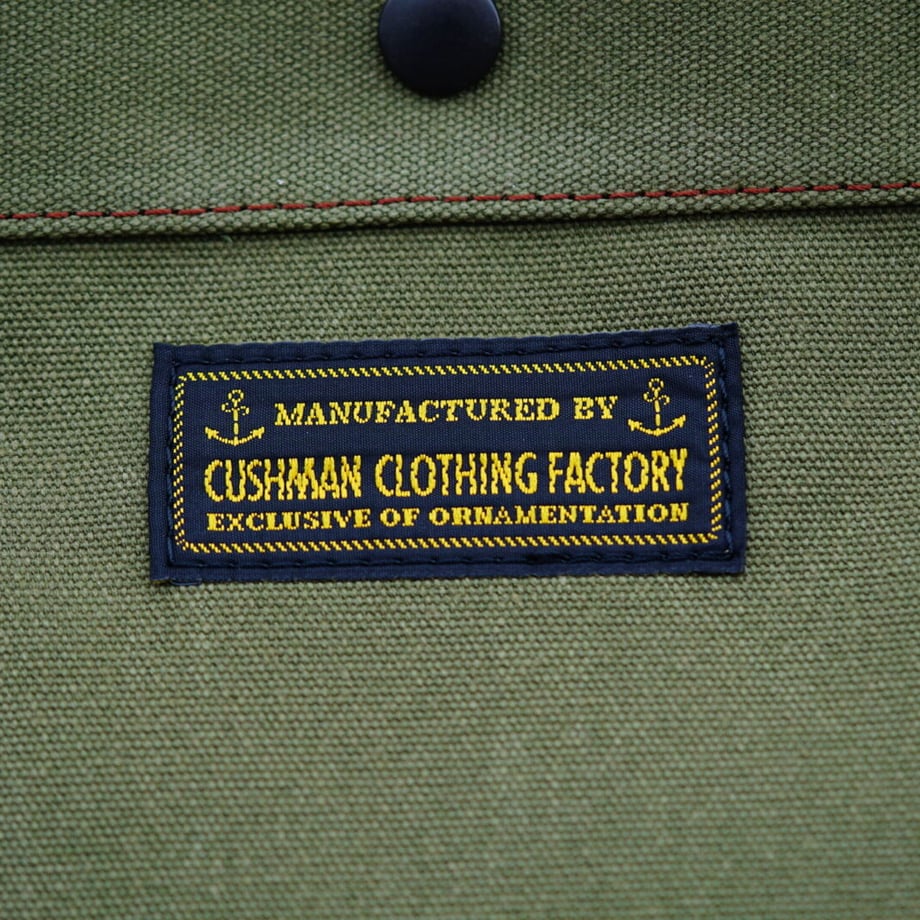 MANUFACTURED BY
CUSHMAN CLOTHING FACTORY
EXCLUSIVE OF ORNAMENTATION